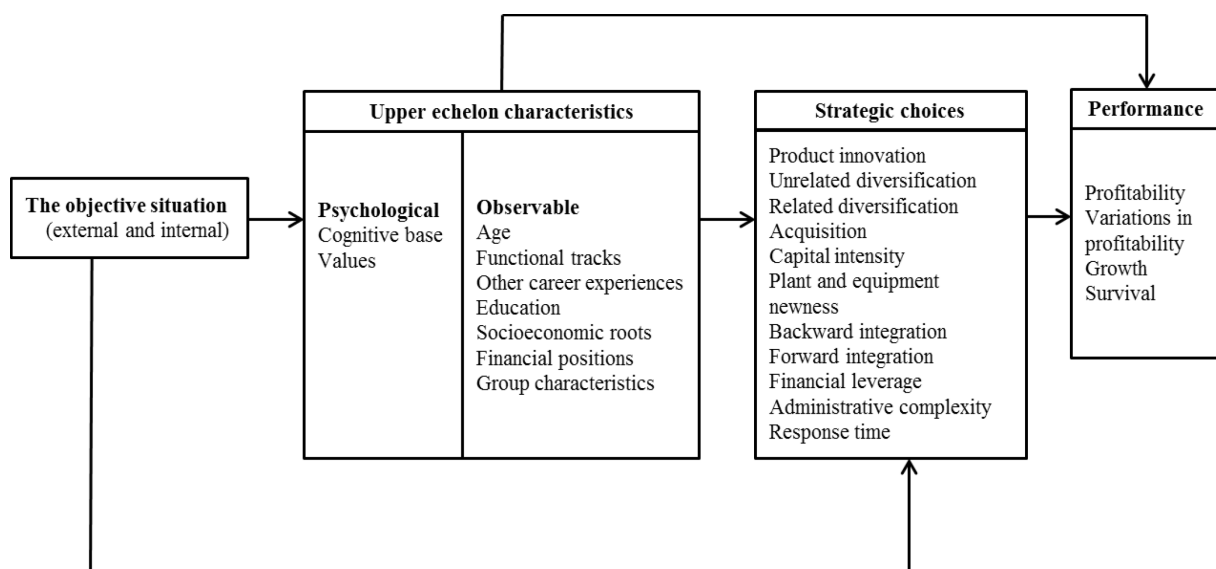 The objective situation
(external and internal)
Upper echelon characteristics
Psychological
Cognitive base
Values
Observable
Age
Functional tracks
Other career experiences
Education
Socioeconomic roots
Financial positions
Group characteristics
Strategic choices
Product innovation
Unrelated diversification
Related diversification
Acquisition
Capital intensity
Plant and equipment
newness
Backward integration
Forward integration
Financial leverage
Administrative complexity
Response time
Performance
Profitability
Variations in
profitability
Growth
Survival